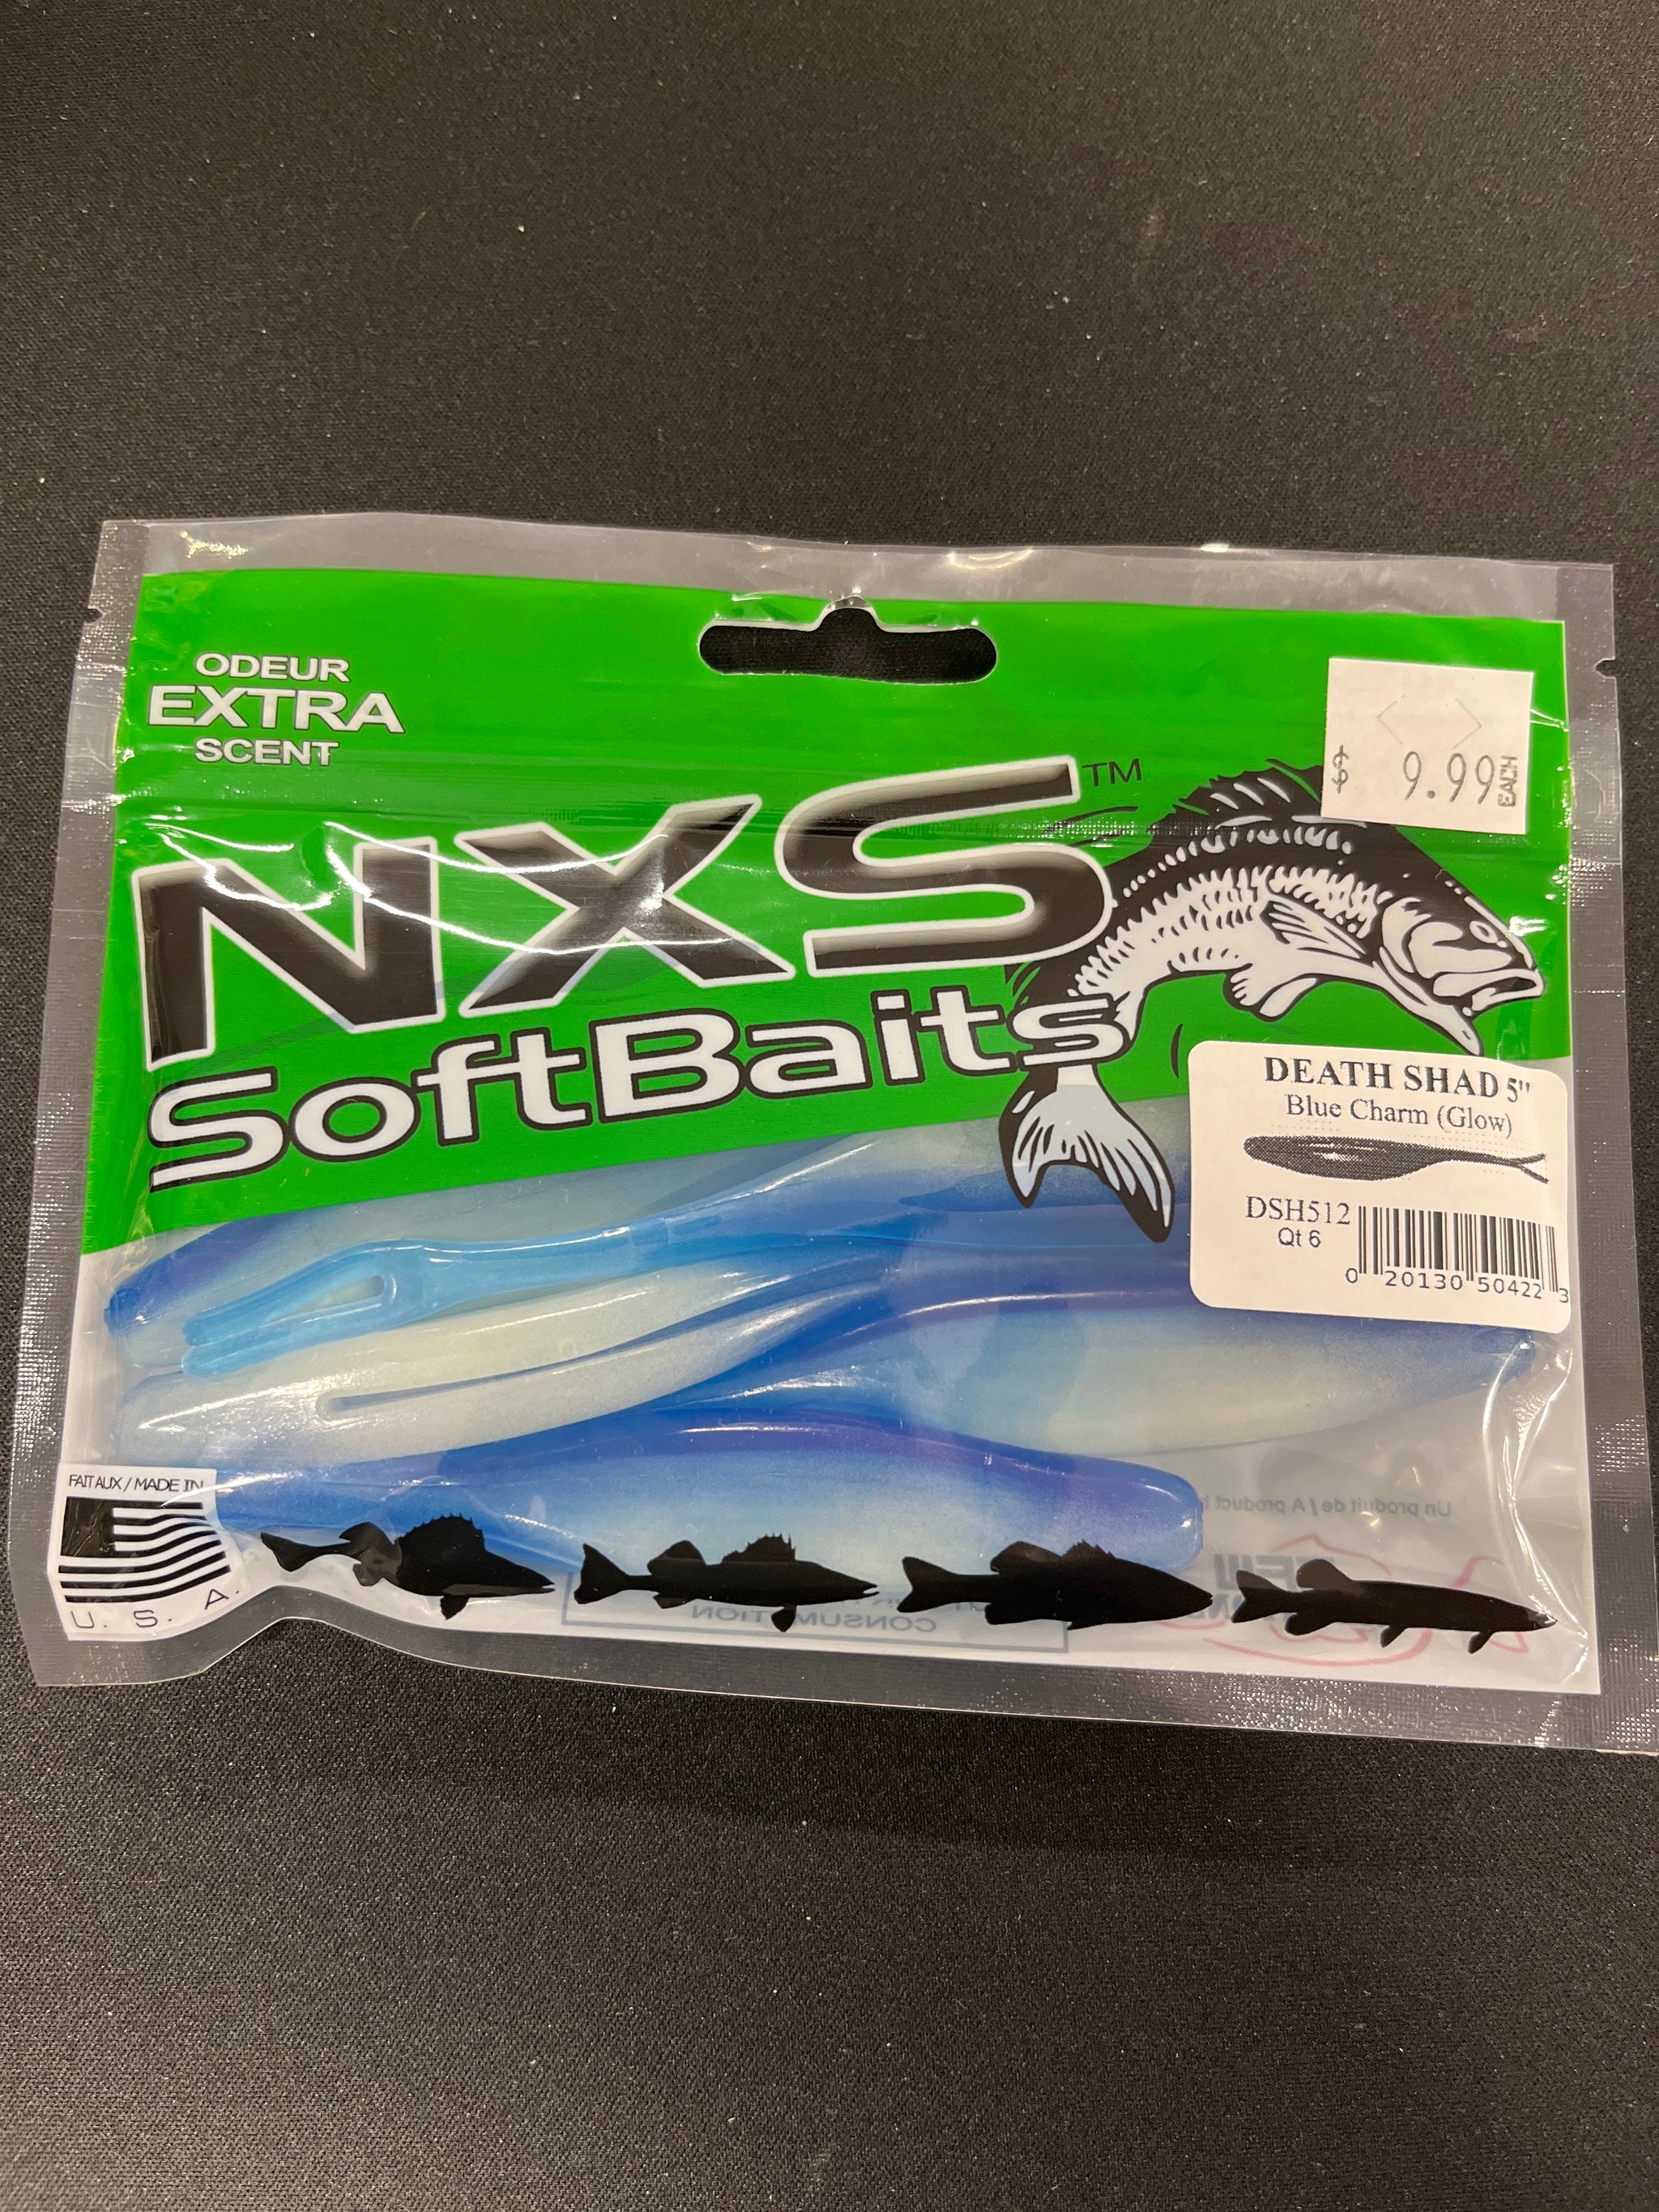 ODEUR
EXTRA
SCENT
$ 9.99 EACH
NXS™
SoftBaits
DEATH SHAD 5"
Blue Charm (Glow)
DSH512
Qt 6
0 20130 50422 3
FAIT AUX / MADE IN
U. S. A.
Un produit de / A product
CONSUMPTION